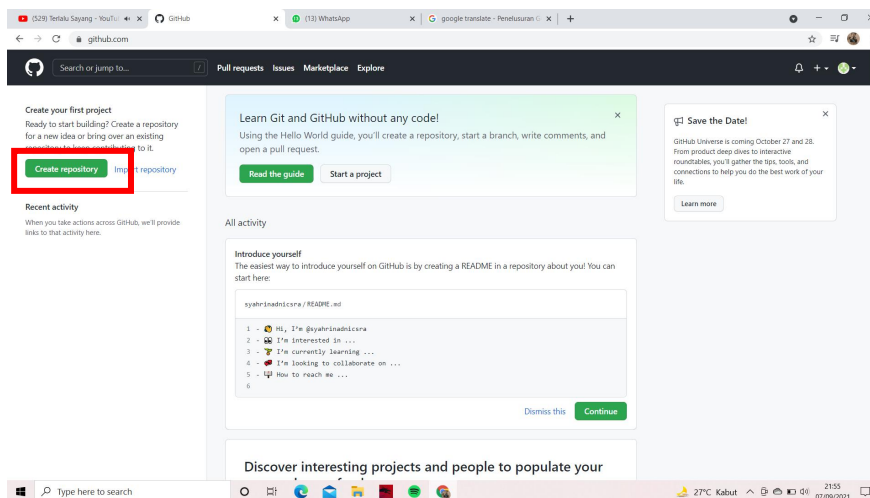 (529) Terlalu Sayang - YouTu
GitHub
(13) WhatsApp
google translate - Penelusuran G
github.com
Search or jump to...
/
Pull requests Issues Marketplace Explore
Create your first project
Ready to start building? Create a repository
for a new idea or bring over an existing
repository to keep contributing to it.
Create repository
Import repository
Recent activity
When you take actions across GitHub, we'll provide
links to that activity here.
Learn Git and GitHub without any code!
Using the Hello World guide, you'll create a repository, start a branch, write comments, and
open a pull request.
Read the guide
Start a project
All activity
Introduce yourself
The easiest way to introduce yourself on GitHub is by creating a README in a repository about you! You can
start here:
syahrinadnicsra/README.md
1 - 👋 Hi, I'm @syahrinadnicsra
2 - 👀 I'm interested in ...
3 - 🌱 I'm currently learning ...
4 - 💞️ I'm looking to collaborate on ...
5 - 📫 How to reach me ...
6
Dismiss this
Continue
Discover interesting projects and people to populate your
Save the Date!
GitHub Universe is coming October 27 and 28.
From product deep dives to interactive
roundtables, you'll gather the tips, tools, and
connections to help you do the best work of your
life.
Learn more
Type here to search
27°C Kabut
21:55
07/09/2021